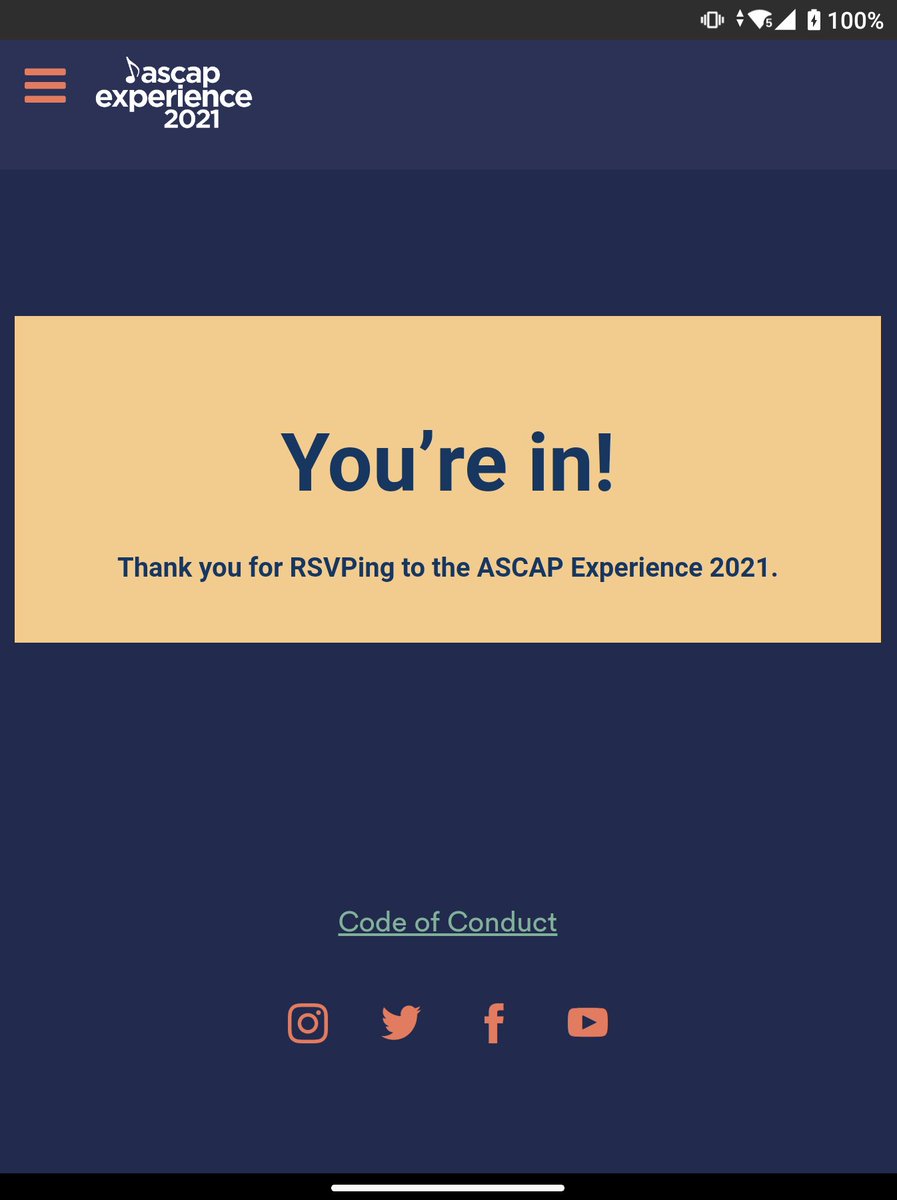 5 100%
ascap
experience
2021
You’re in!
Thank you for RSVPing to the ASCAP Experience 2021.
Code of Conduct